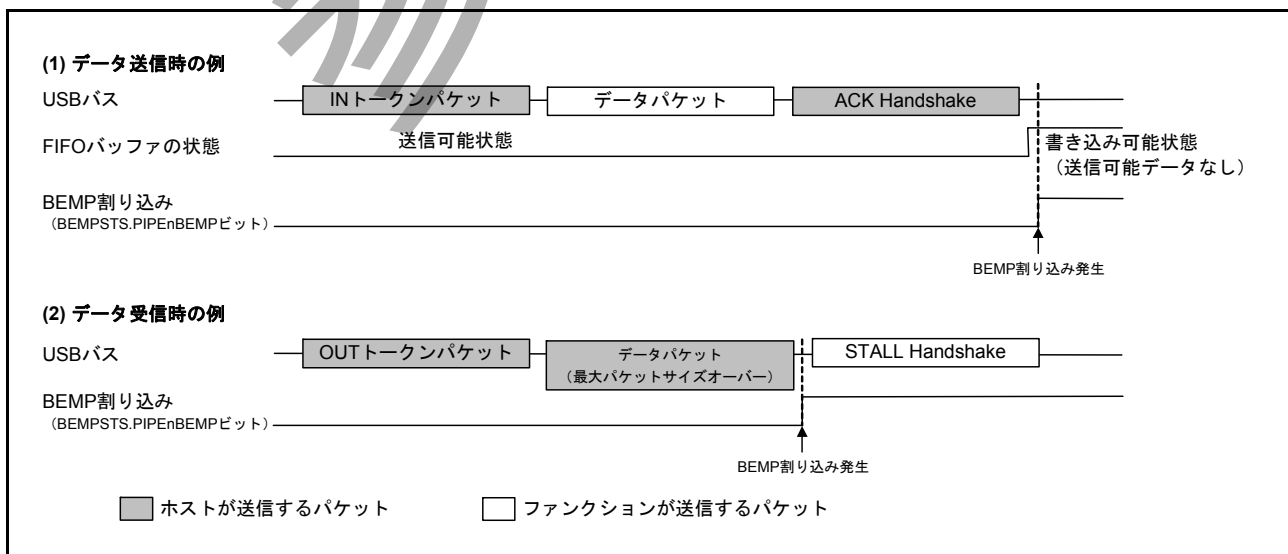 (1) データ送信時の例
USBバス
INトークンパケット
データパケット
ACK Handshake
FIFOバッファの状態
送信可能状態
書き込み可能状態
(送信可能データなし)
BEMP割り込み
(BEMPSTS.PIPEnBEMPビット)
BEMP割り込み発生
(2) データ受信時の例
USBバス
OUTトークンパケット
データパケット
(最大パケットサイズオーバー)
STALL Handshake
BEMP割り込み
(BEMPSTS.PIPEnBEMPビット)
BEMP割り込み発生
ホストが送信するパケット
ファンクションが送信するパケット